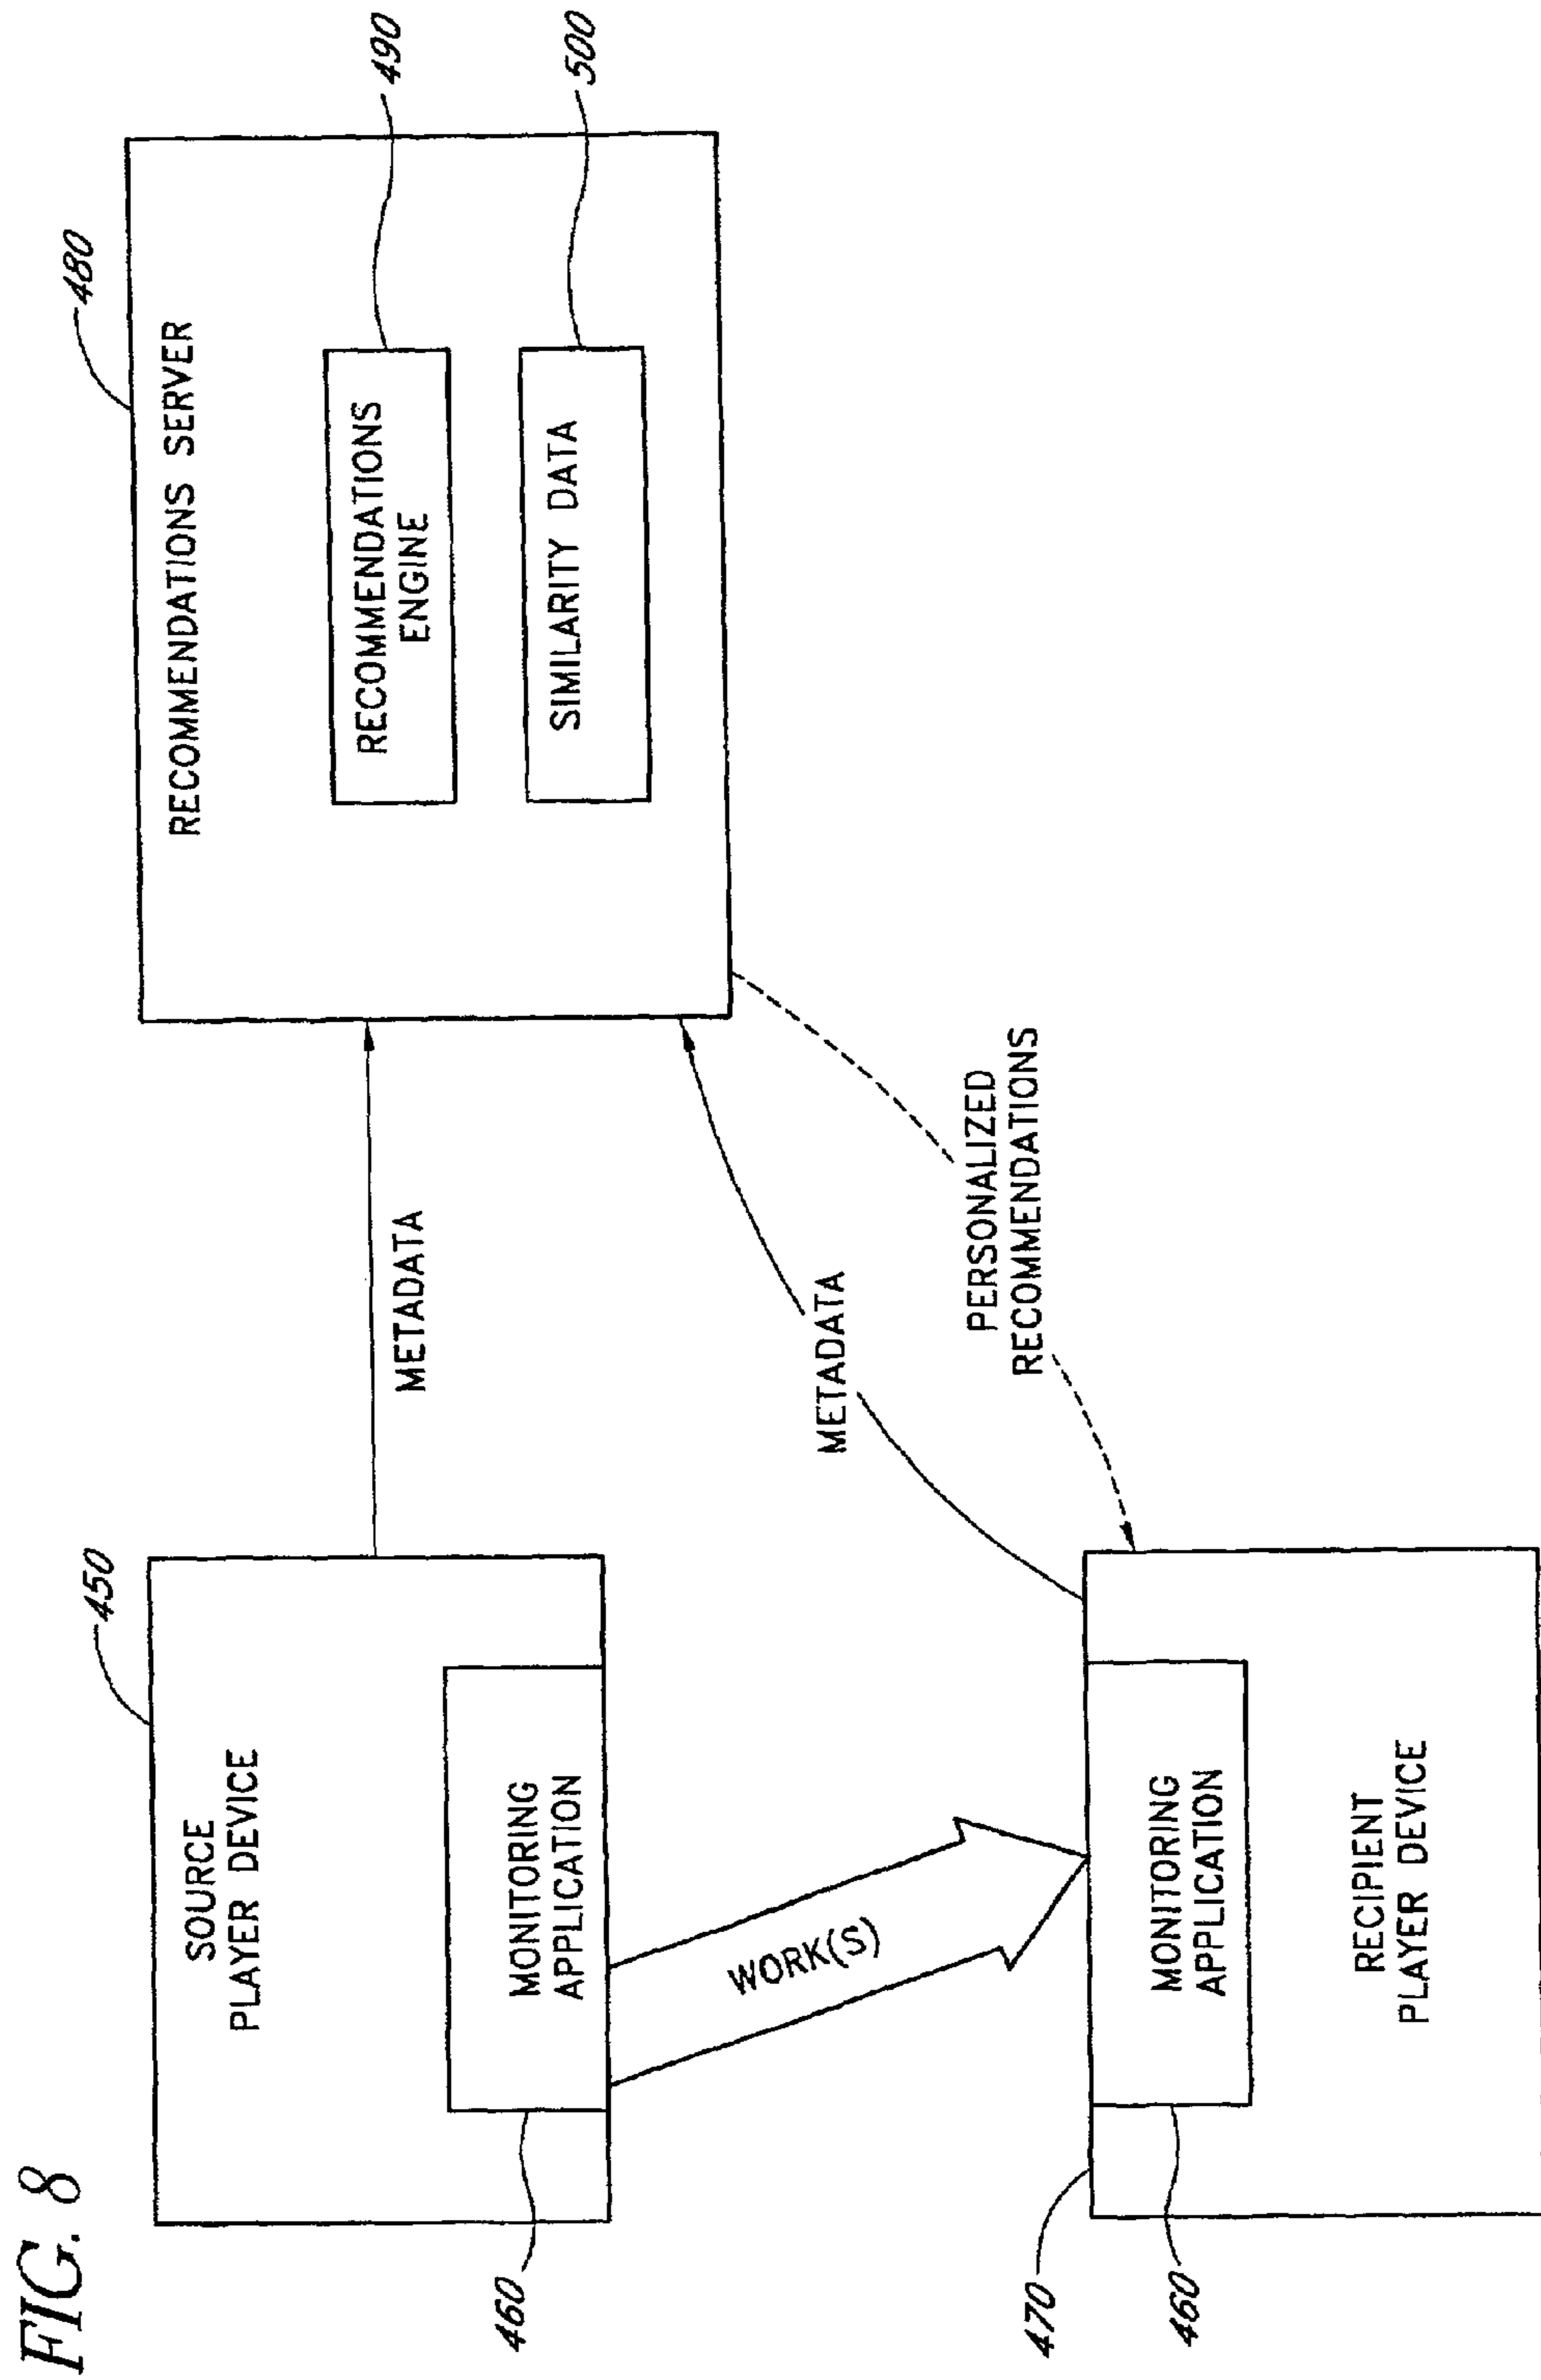 FIG. 8
450
SOURCE
PLAYER DEVICE
MONITORING
APPLICATION
460
METADATA
480
RECOMMENDATIONS SERVER
RECOMMENDATIONS
ENGINE
490
SIMILARITY DATA
500
WORK(S)
METADATA
PERSONALIZED
RECOMMENDATIONS
470
460
MONITORING
APPLICATION
RECIPIENT
PLAYER DEVICE